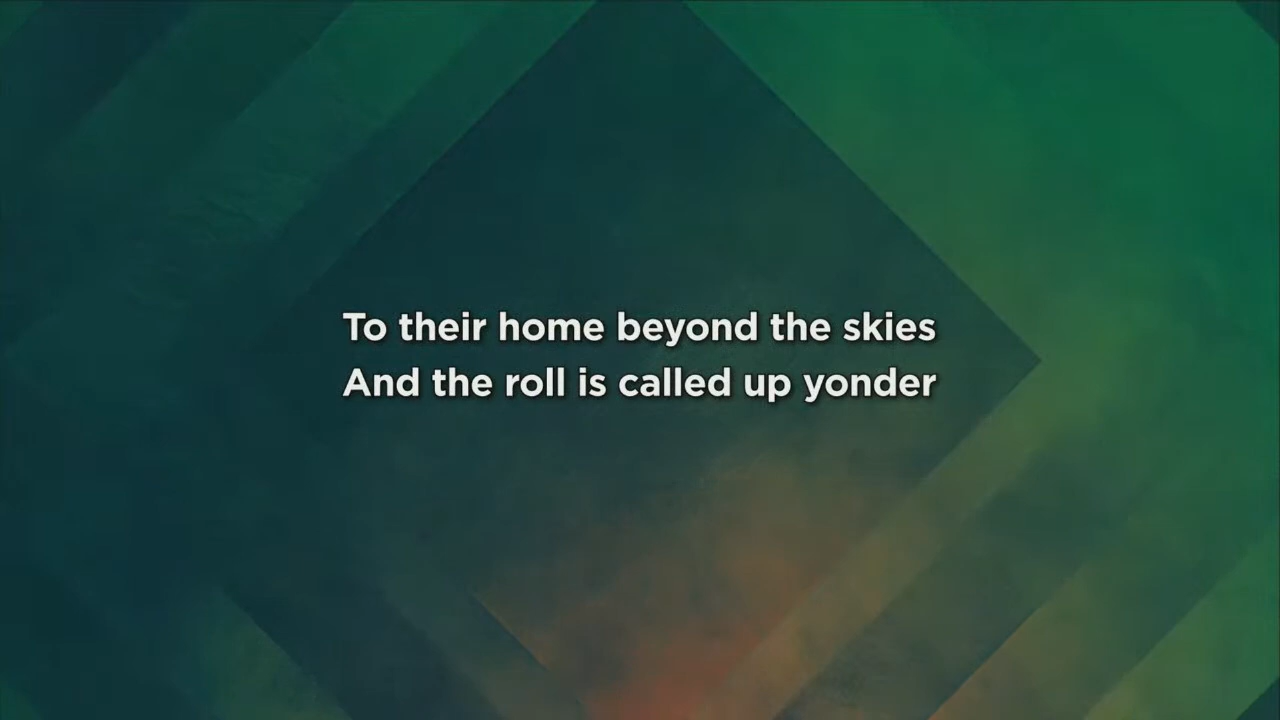 To their home beyond the skies
And the roll is called up yonder